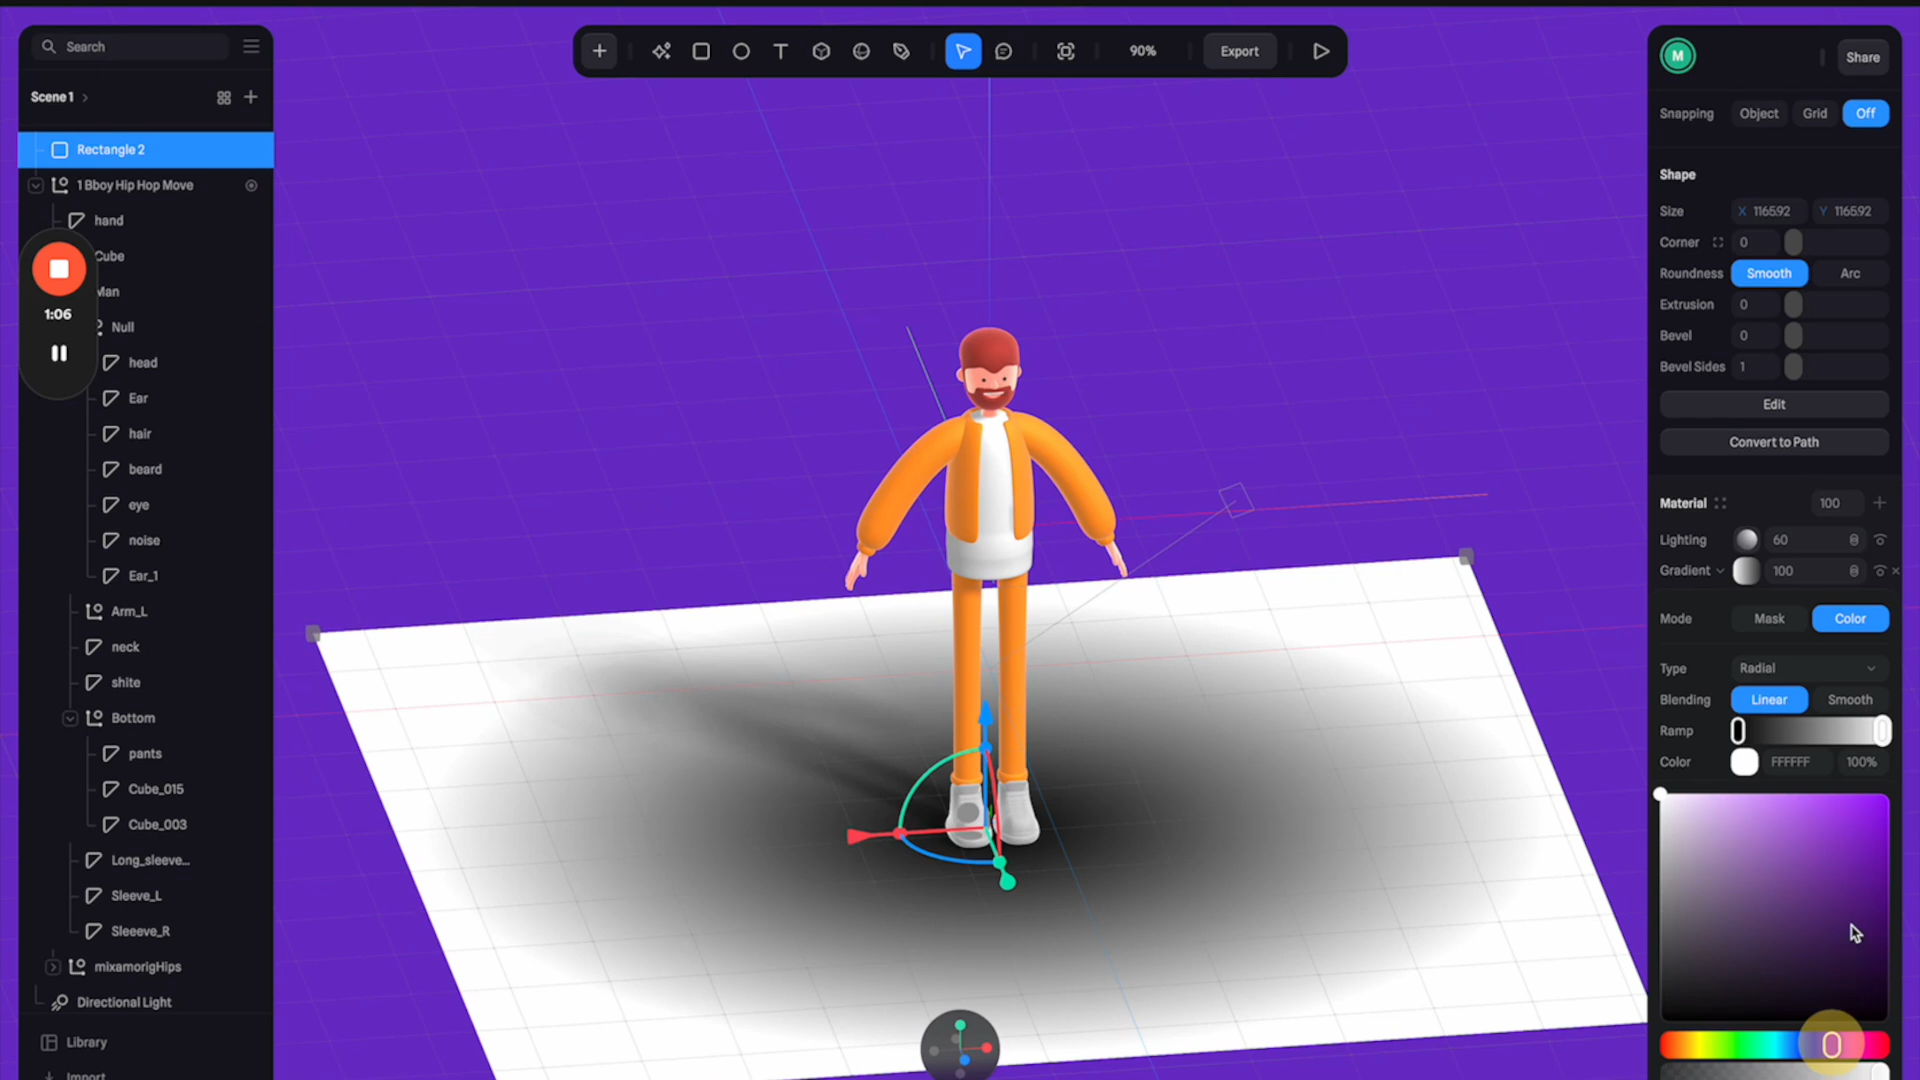 Search
Scene 1
Rectangle 2
1 Bboy Hip Hop Move
hand
Cube
Man
1:06
Null
head
Ear
hair
beard
eye
noise
Ear_1
Arm_L
neck
shite
Bottom
pants
Cube_015
Cube_003
Long_sleeve...
Sleeve_L
Sleeeve_R
mixamorigHips
Directional Light
Library
Import
T
90%
Export
M
Share
Snapping Object Grid Off
Shape
Size X 1165.92 Y 1165.92
Corner 0
Roundness Smooth Arc
Extrusion 0
Bevel 0
Bevel Sides 1
Edit
Convert to Path
Material 100
Lighting 60
Gradient 100
Mode Mask Color
Type Radial
Blending Linear Smooth
Ramp
Color FFFFFF 100%